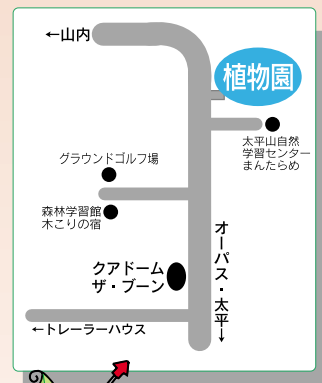 ←山内
植物園
太平山自然
学習センター
まんたらめ
グラウンドゴルフ場
森林学習館
木こりの宿
オーパス・太平→
クアドーム
ザ・ブーン
←トレーラーハウス